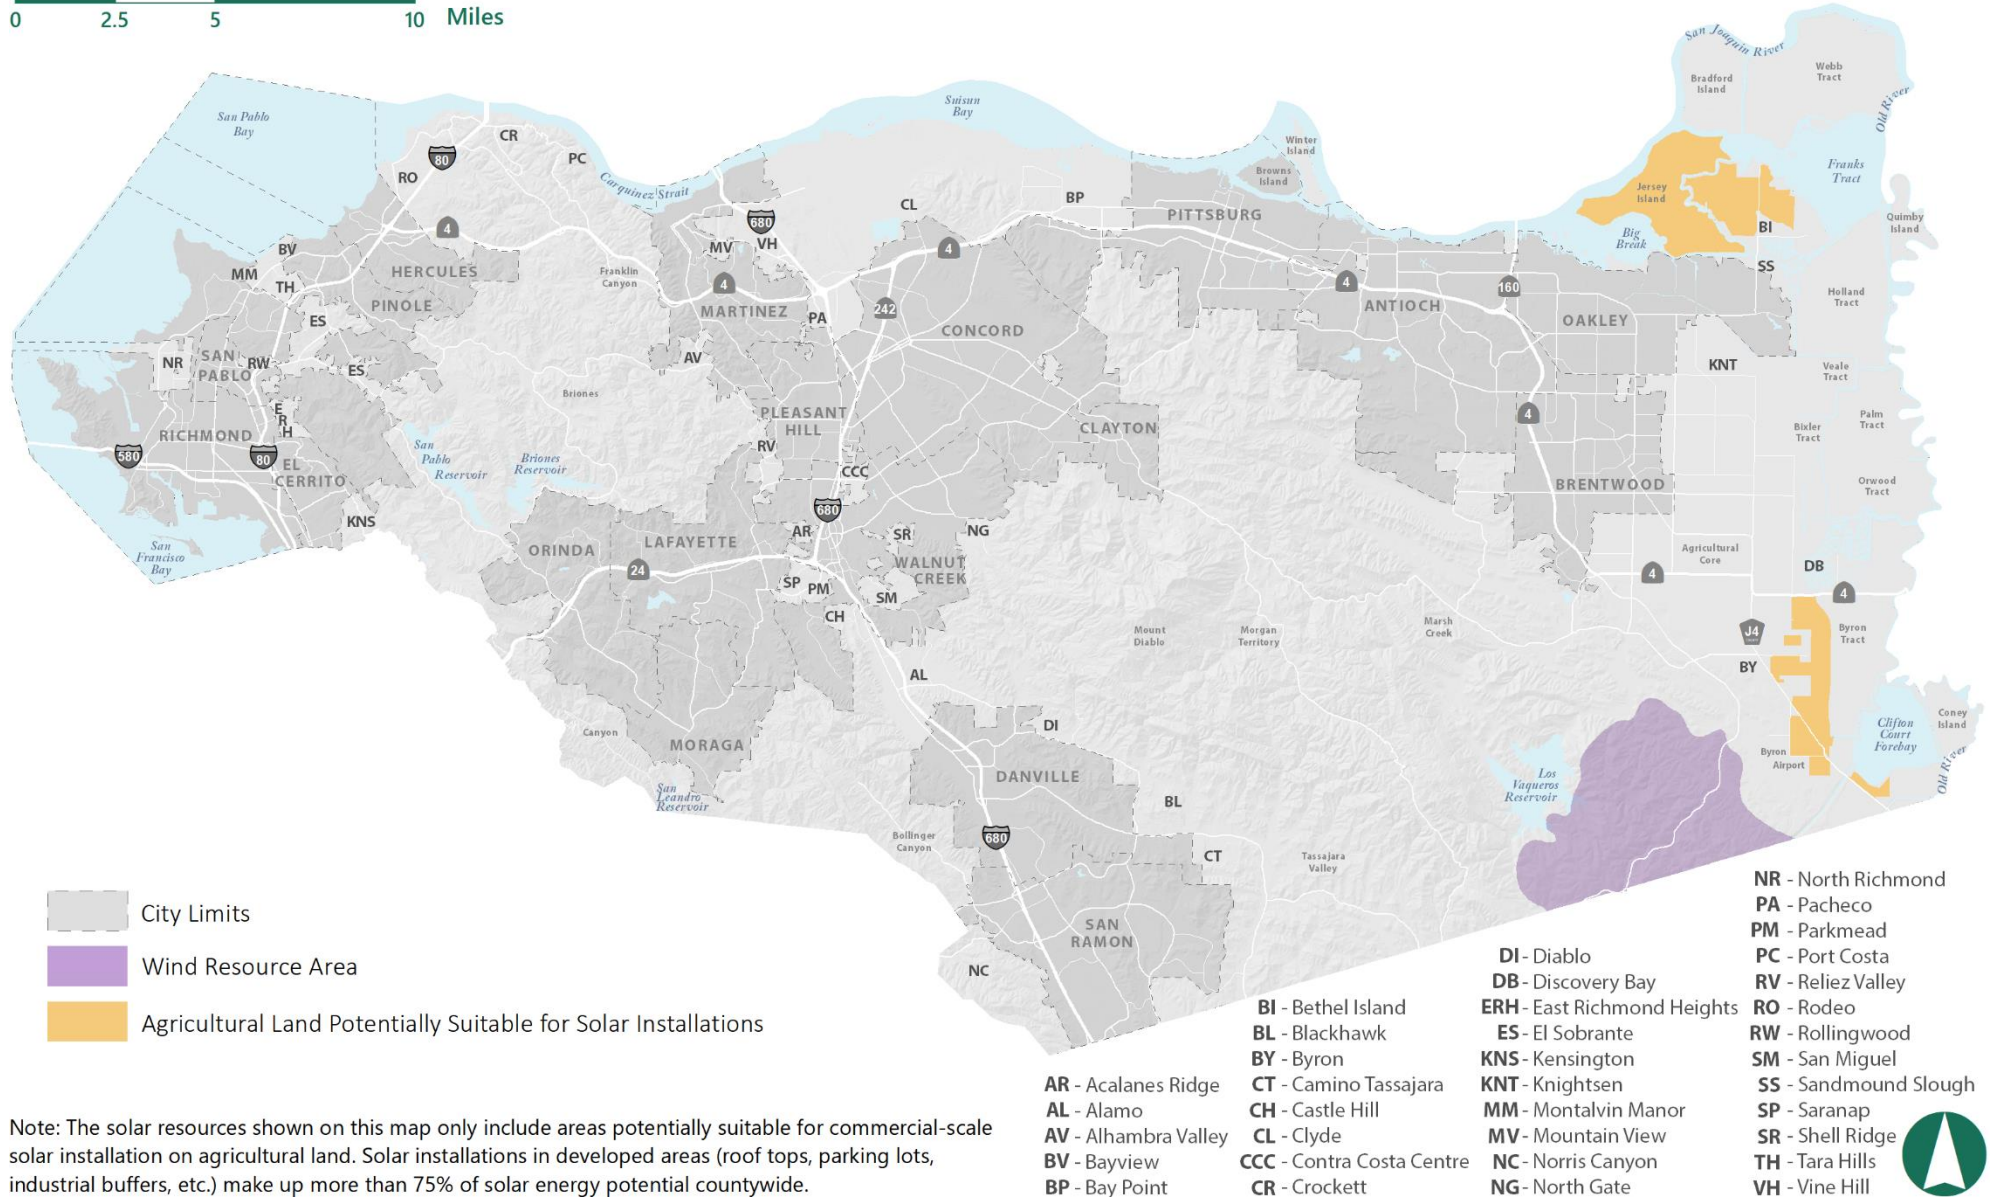 0 2.5 5 10 Miles
San Joaquin River
Bradford
Island
Webb
Tract
Old River
San Pablo
Bay
Suisun
Bay
CR
80
PC
RO
Carquinez Strait
Winter
Island
Browns
Island
Franks
Tract
Jersey
Island
CL
BP
PITTSBURG
Quimby
Island
4
680
MV
VH
BI
Big
Break
BV
4
MM
HERCULES
Franklin
Canyon
SS
TH
4
4
160
PINOLE
MARTINEZ
242
ANTIOCH
Holland
Tract
ES
PA
CONCORD
OAKLEY
NR
SAN
PABLO
RW
ES
AV
KNT
Veale
Tract
Briones
E
R
H
PLEASANT
HILL
CLAYTON
4
Palm
Tract
Bixler
Tract
RICHMOND
580
80
EL
CERRITO
San
Pablo
Reservoir
Briones
Reservoir
RV
CCC
BRENTWOOD
Orwood
Tract
KNS
680
San
Francisco
Bay
ORINDA
LAFAYETTE
AR
SR
NG
24
WALNUT
CREEK
SP
PM
SM
CH
Agricultural
Core
4
DB
4
Mount
Diablo
Morgan
Territory
Marsh
Creek
J4
Byron
Tract
BY
AL
DI
Canyon
MORAGA
Clifton
Court
Forebay
Coney
Island
Old River
DANVILLE
Byron
Airport
Los
Vaqueros
Reservoir
San
Leandro
Reservoir
BL
680
Bollinger
Canyon
CT
Tassajara
Valley
SAN
RAMON
NC
City Limits
Wind Resource Area
Agricultural Land Potentially Suitable for Solar Installations
Note: The solar resources shown on this map only include areas potentially suitable for commercial-scale
solar installation on agricultural land. Solar installations in developed areas (roof tops, parking lots,
industrial buffers, etc.) make up more than 75% of solar energy potential countywide.
AR - Acalanes Ridge
AL - Alamo
AV - Alhambra Valley
BV - Bayview
BP - Bay Point
BI - Bethel Island
BL - Blackhawk
BY - Byron
CT - Camino Tassajara
CH - Castle Hill
CL - Clyde
CCC - Contra Costa Centre
CR - Crockett
DI - Diablo
DB - Discovery Bay
ERH - East Richmond Heights
ES - El Sobrante
KNS - Kensington
KNT - Knightsen
MM - Montalvin Manor
MV - Mountain View
NC - Norris Canyon
NG - North Gate
NR - North Richmond
PA - Pacheco
PM - Parkmead
PC - Port Costa
RV - Reliez Valley
RO - Rodeo
RW - Rollingwood
SM - San Miguel
SS - Sandmound Slough
SP - Saranap
SR - Shell Ridge
TH - Tara Hills
VH - Vine Hill